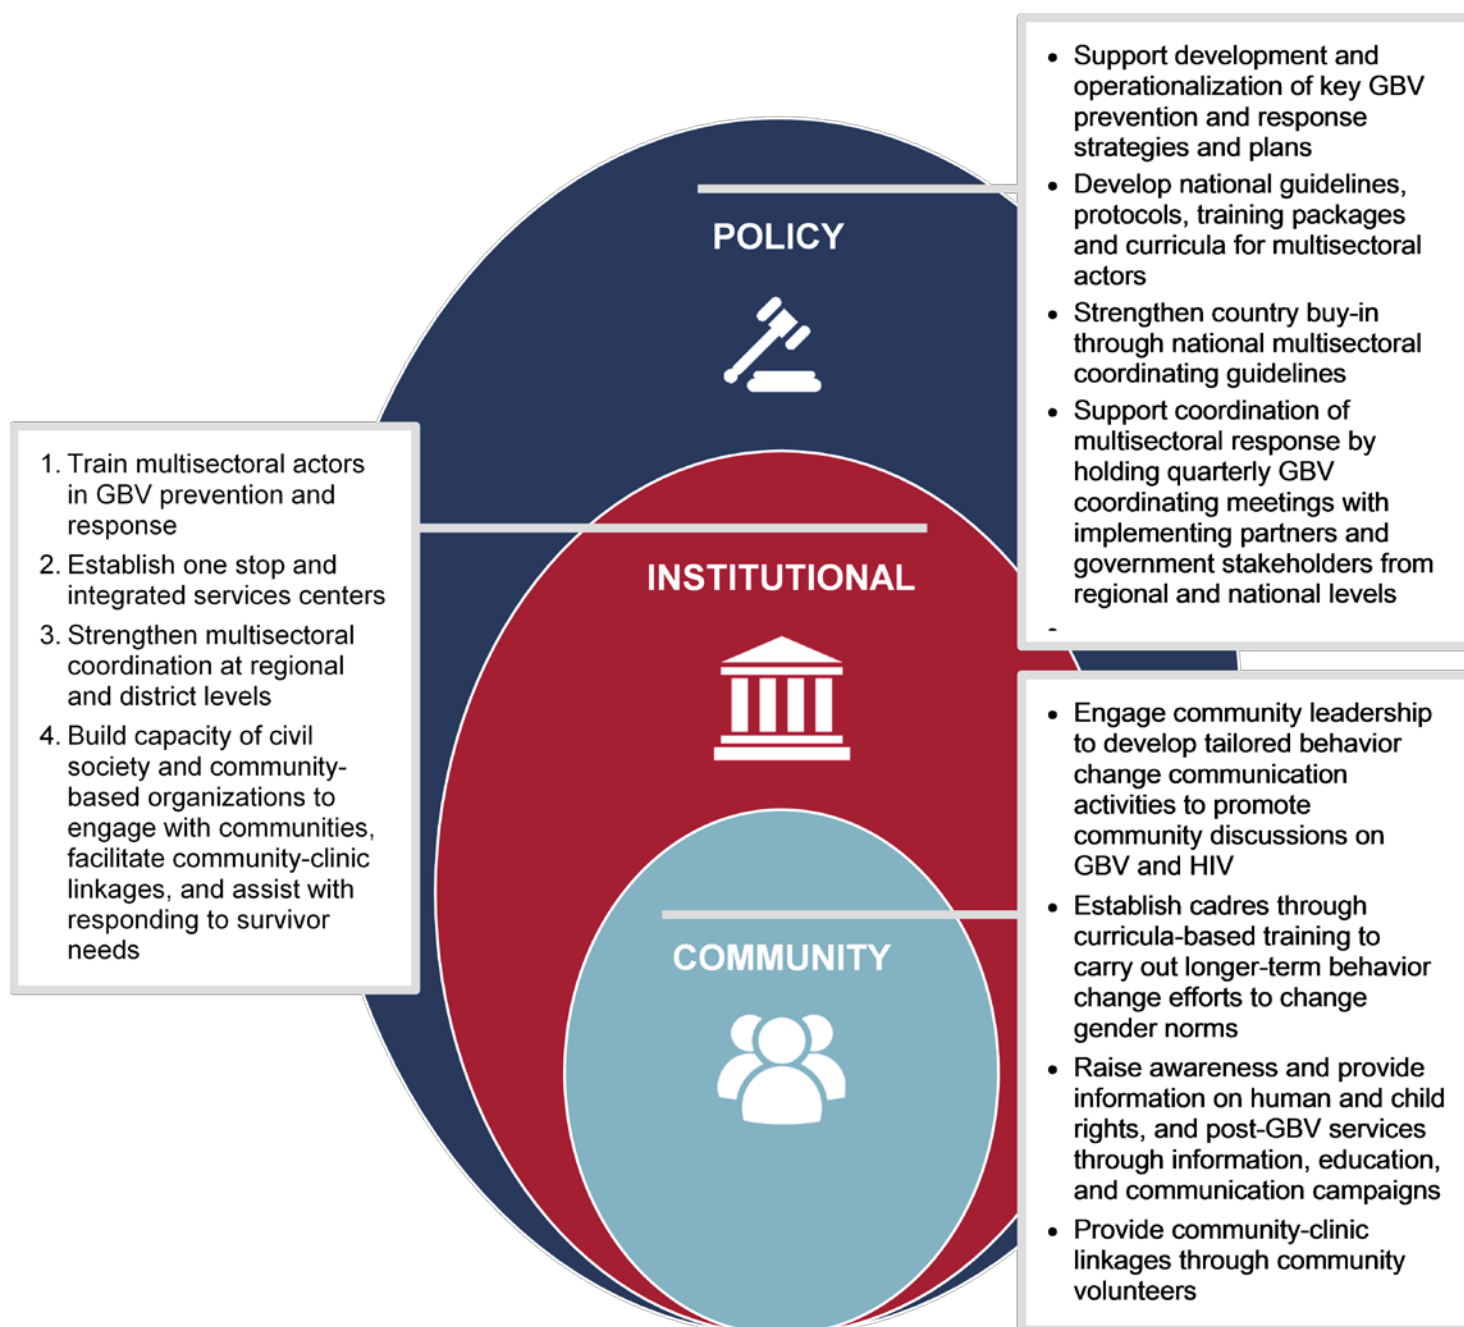 • Support development and
operationalization of key GBV
prevention and response
strategies and plans
• Develop national guidelines,
protocols, training packages
and curricula for multisectoral
actors
• Strengthen country buy-in
through national multisectoral
coordinating guidelines
• Support coordination of
multisectoral response by
holding quarterly GBV
coordinating meetings with
implementing partners and
government stakeholders from
regional and national levels
•
POLICY
1. Train multisectoral actors
in GBV prevention and
response
2. Establish one stop and
integrated services centers
3. Strengthen multisectoral
coordination at regional
and district levels
4. Build capacity of civil
society and community-
based organizations to
engage with communities,
facilitate community-clinic
linkages, and assist with
responding to survivor
needs
INSTITUTIONAL
• Engage community leadership
to develop tailored behavior
change communication
activities to promote
community discussions on
GBV and HIV
• Establish cadres through
curricula-based training to
carry out longer-term behavior
change efforts to change
gender norms
• Raise awareness and provide
information on human and child
rights, and post-GBV services
through information, education,
and communication campaigns
• Provide community-clinic
linkages through community
volunteers
COMMUNITY